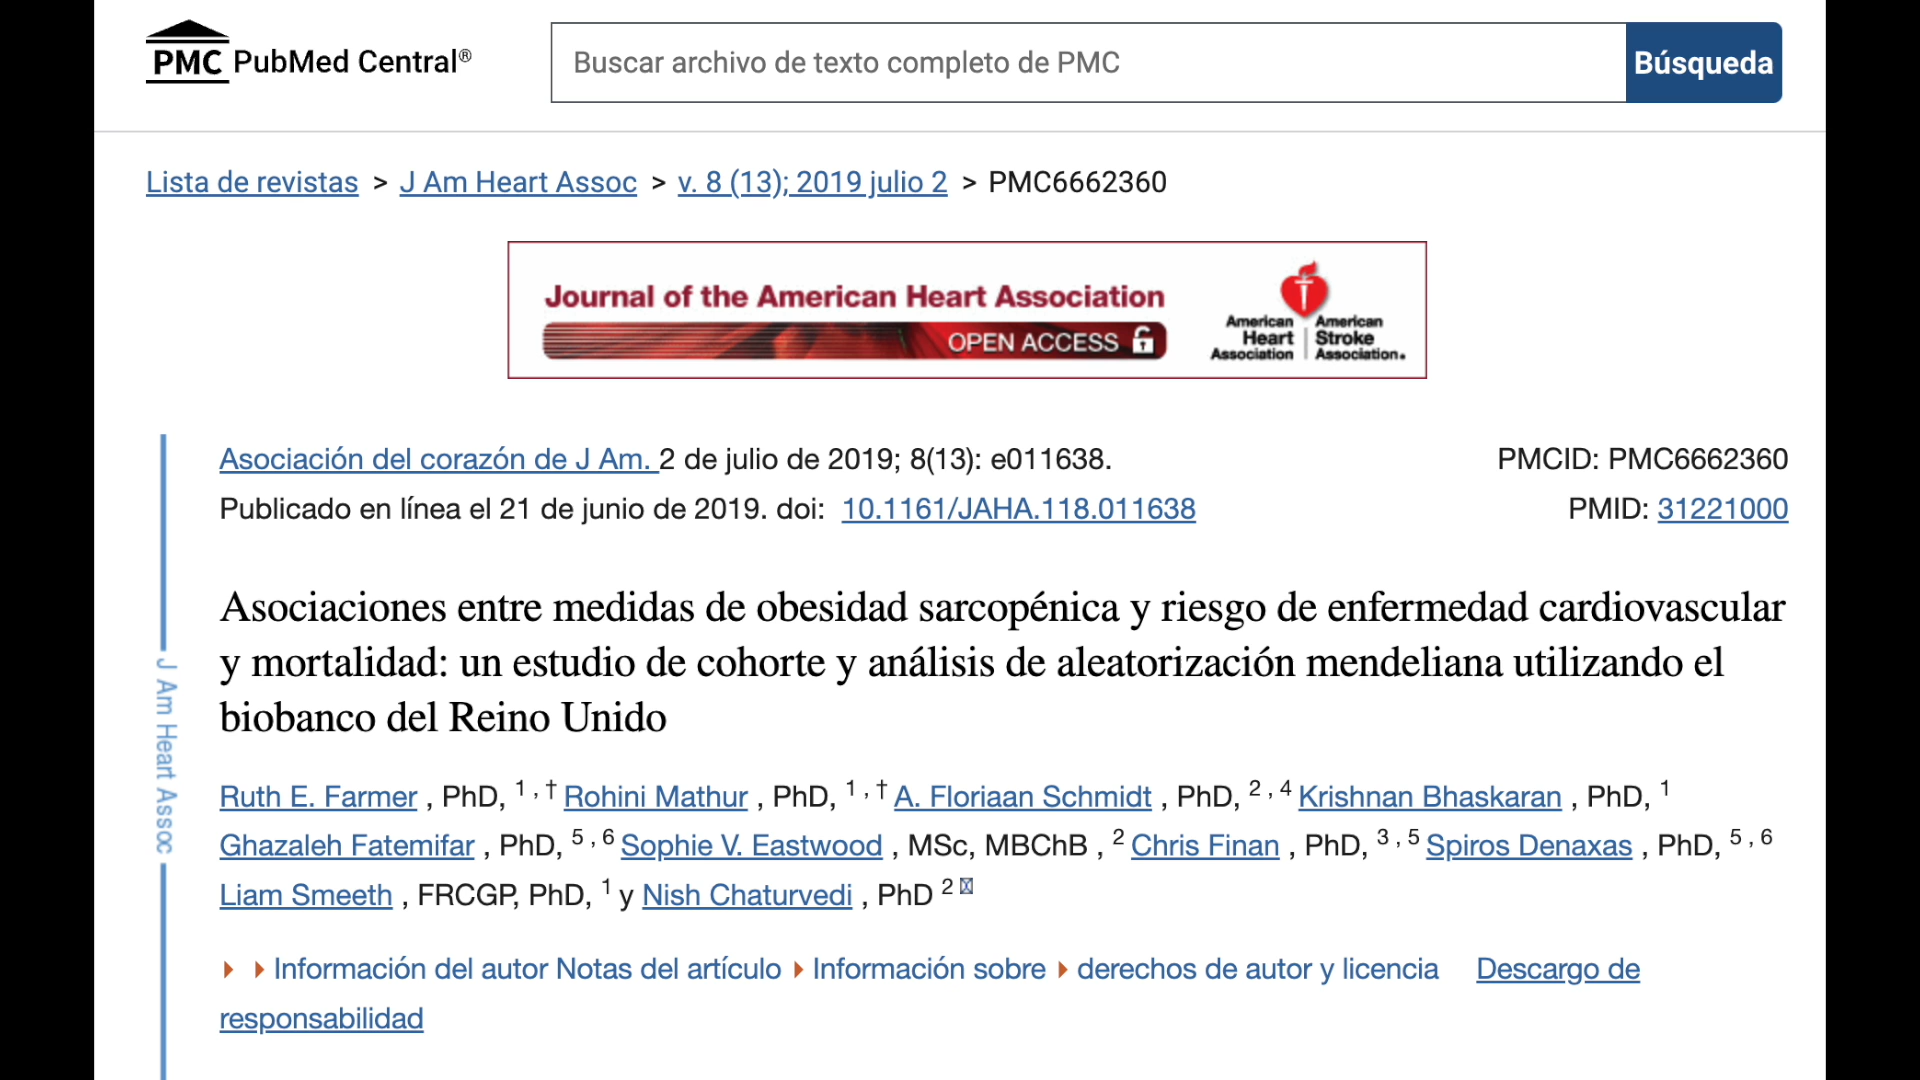 PMC PubMed Central®
Buscar archivo de texto completo de PMC
Búsqueda
Lista de revistas > J Am Heart Assoc > v. 8 (13); 2019 julio 2 > PMC6662360
Journal of the American Heart Association
OPEN ACCESS
American Heart Association
American Stroke Association.
Asociación del corazón de J Am. 2 de julio de 2019; 8(13): e011638.
PMCID: PMC6662360
Publicado en línea el 21 de junio de 2019. doi: 10.1161/JAHA.118.011638
PMID: 31221000
J Am Heart Assoc
Asociaciones entre medidas de obesidad sarcopénica y riesgo de enfermedad cardiovascular
y mortalidad: un estudio de cohorte y análisis de aleatorización mendeliana utilizando el
biobanco del Reino Unido
Ruth E. Farmer , PhD, 1 , † Rohini Mathur , PhD, 1 , † A. Floriaan Schmidt , PhD, 2 , 4 Krishnan Bhaskaran , PhD, 1
Ghazaleh Fatemifar , PhD, 5 , 6 Sophie V. Eastwood , MSc, MBChB , 2 Chris Finan , PhD, 3 , 5 Spiros Denaxas , PhD, 5 , 6
Liam Smeeth , FRCGP, PhD, 1 y Nish Chaturvedi , PhD 2
Información del autor Notas del artículo Información sobre derechos de autor y licencia Descargo de
responsabilidad